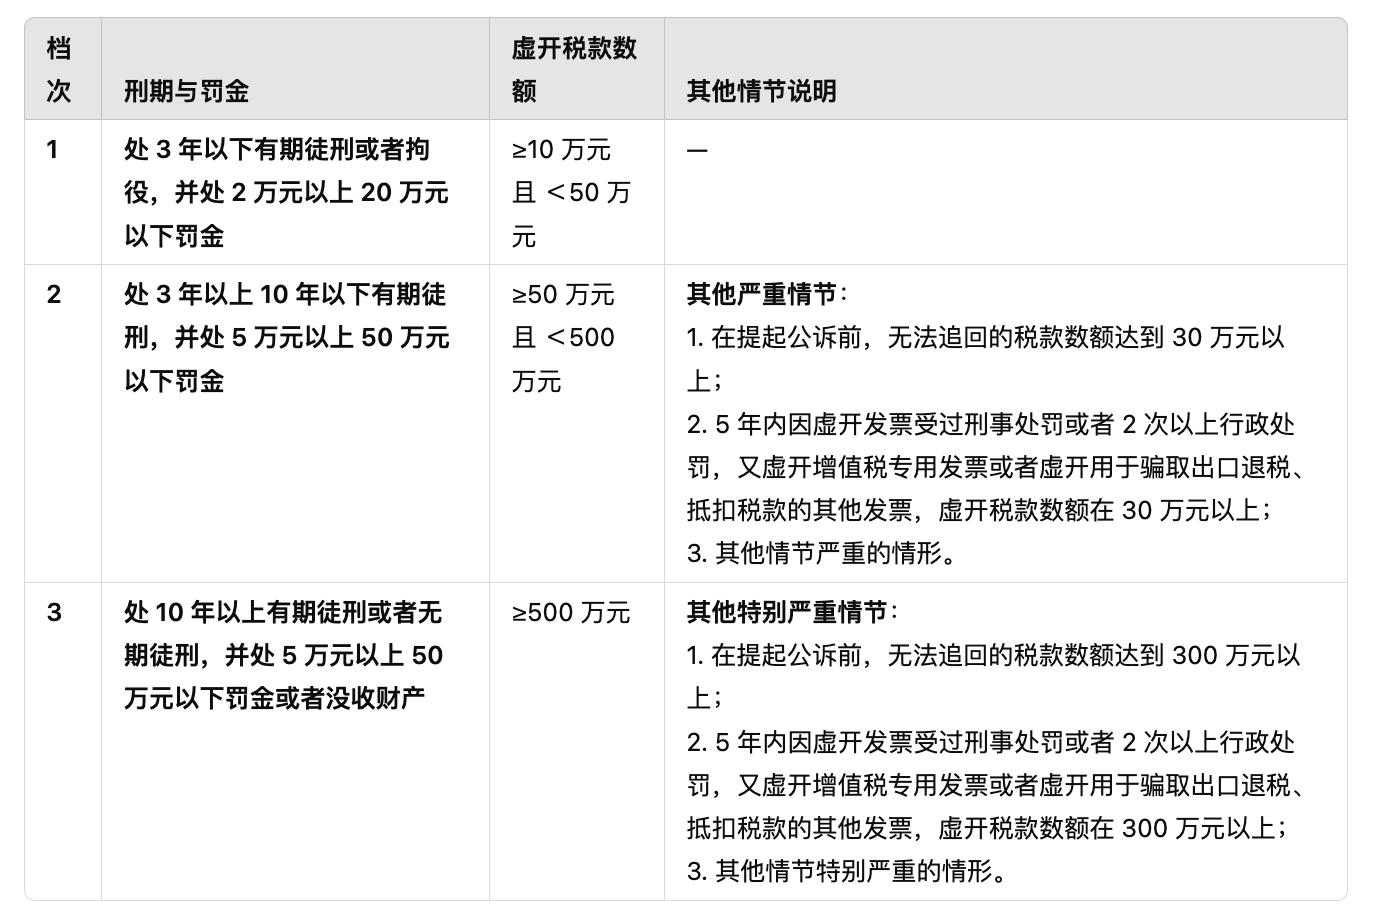 档
次
刑期与罚金
虚开税款数
额
其他情节说明
1
处 3 年以下有期徒刑或者拘
役，并处 2 万元以上 20 万元
以下罚金
≥10 万元
且 ＜50 万
元
—
2
处 3 年以上 10 年以下有期徒
刑，并处 5 万元以上 50 万元
以下罚金
≥50 万元
且 ＜500
万元
其他严重情节：
1. 在提起公诉前，无法追回的税款数额达到 30 万元以
上；
2. 5 年内因虚开发票受过刑事处罚或者 2 次以上行政处
罚，又虚开增值税专用发票或者虚开用于骗取出口退税、
抵扣税款的其他发票，虚开税款数额在 30 万元以上；
3. 其他情节严重的情形。
3
处 10 年以上有期徒刑或者无
期徒刑，并处 5 万元以上 50
万元以下罚金或者没收财产
≥500 万元
其他特别严重情节：
1. 在提起公诉前，无法追回的税款数额达到 300 万元以
上；
2. 5 年内因虚开发票受过刑事处罚或者 2 次以上行政处
罚，又虚开增值税专用发票或者虚开用于骗取出口退税、
抵扣税款的其他发票，虚开税款数额在 300 万元以上；
3. 其他情节特别严重的情形。